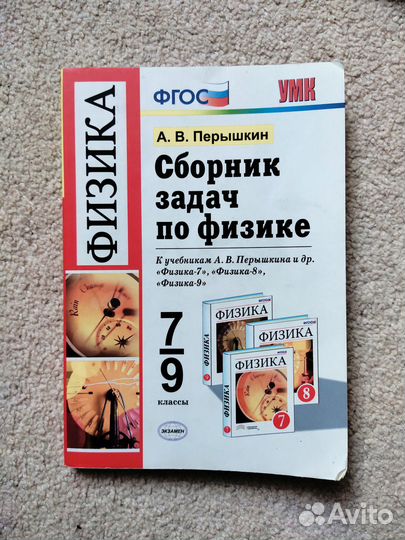 ФИЗИКА
ФГОС
УМК
А. В. Перышкин
Сборник
задач
по физике
К учебникам А. В. Перышкина и др.
«Физика-7», «Физика-8»,
«Физика-9»
7
9
классы
ФИЗИКА
ФИЗИКА
8
ФИЗИКА
ФИЗИКА
7
ЭКЗАМЕН
Avito